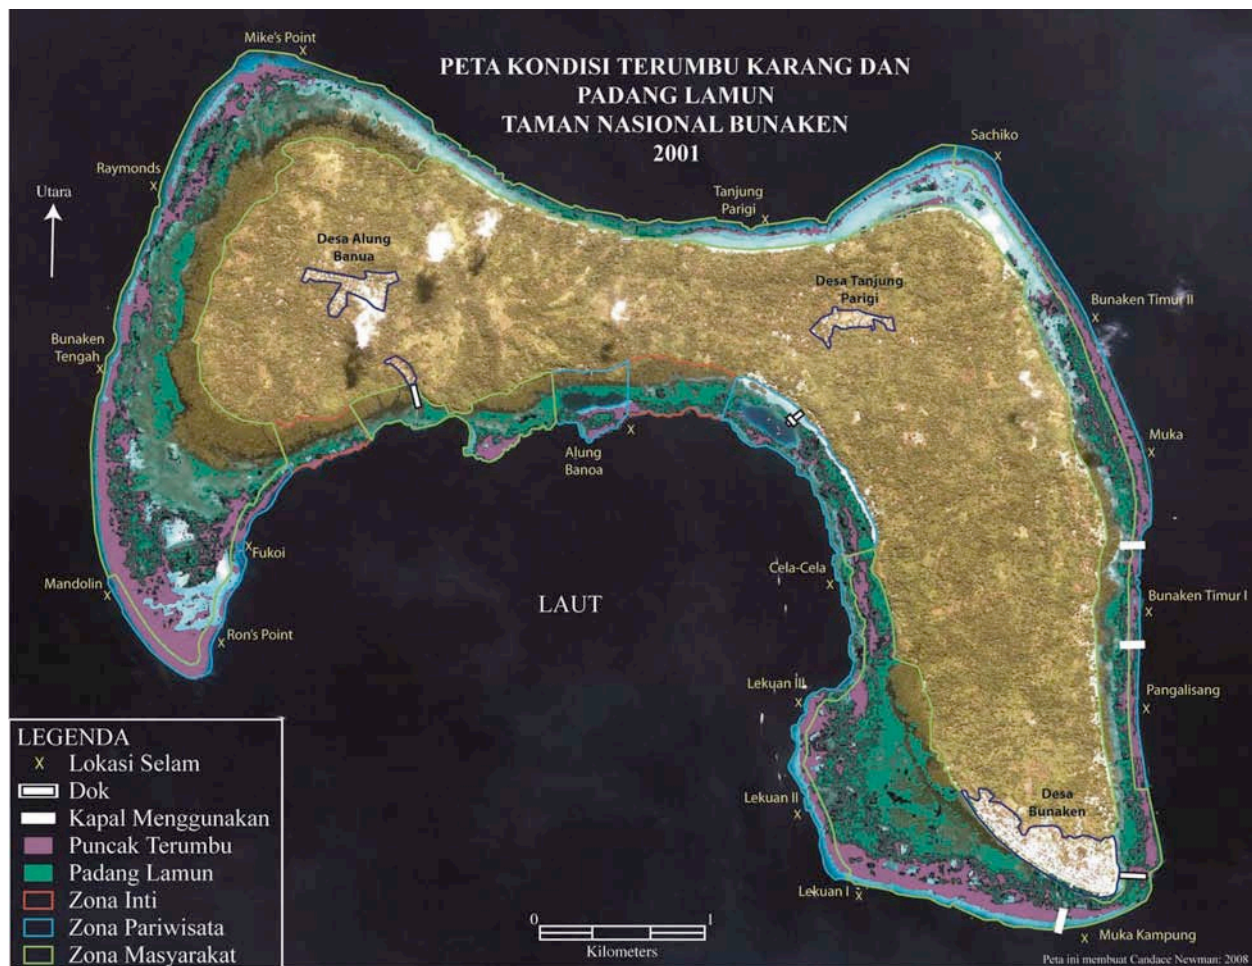 Mike's Point
PETA KONDISI TERUMBU KARANG DAN
PADANG LAMUN
TAMAN NASIONAL BUNAKEN
2001
Sachiko
Raymonds
Utara
Tanjung
Parigi
Desa Alung
Banua
Desa Tanjung
Parigi
Bunaken Timur II
Bunaken
Tengah
Muka
Alung
Banoa
Fukoi
Cela-Cela
Mandolin
LAUT
Bunaken Timur I
Ron's Point
Lekuan III
Pangalisang
LEGENDA
X Lokasi Selam
Dok
Kapal Menggunakan
Puncak Terumbu
Padang Lamun
Zona Inti
Zona Pariwisata
Zona Masyarakat
Lekuan II
Desa
Bunaken
Lekuan I
0 1
Kilometers
Muka Kampung
Peta ini membuat Candace Newman: 2008